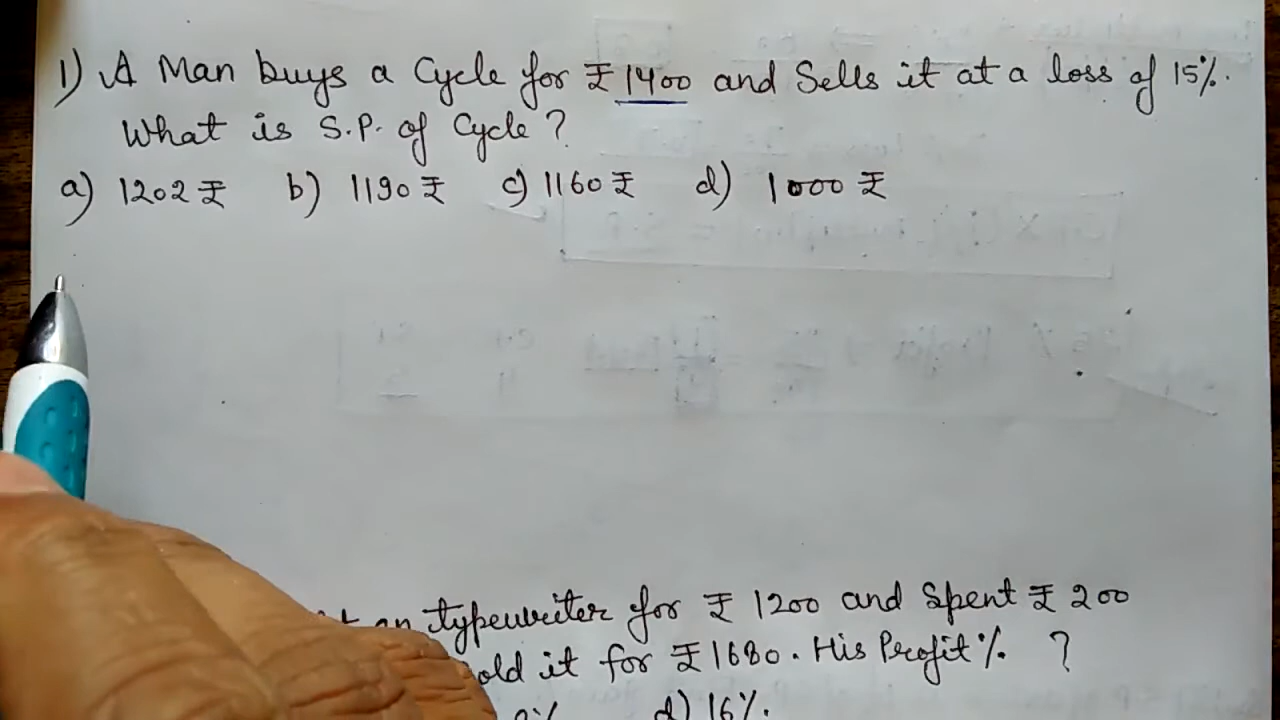 1) A Man buys a Cycle for ₹ 1400 and Sells it at a loss of 15%.
What is S.P. of Cycle ?
a) 1202 ₹ b) 1190 ₹ c) 1160 ₹ d) 1000 ₹
an typewriter for ₹ 1200 and Spent ₹ 200
old it for ₹ 1680. His Profit % ?
d) 16%.